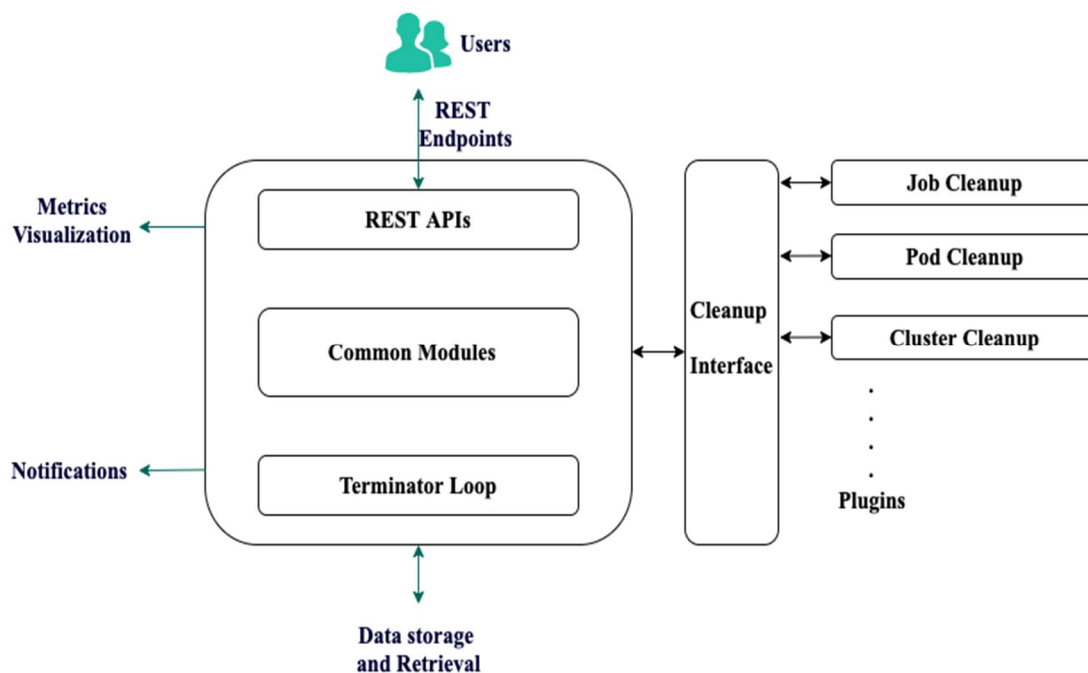 Users
REST
Endpoints
REST APIs
Metrics
Visualization
Common Modules
Notifications
Terminator Loop
Data storage
and Retrieval
Cleanup
Interface
Job Cleanup
Pod Cleanup
Cluster Cleanup
Plugins